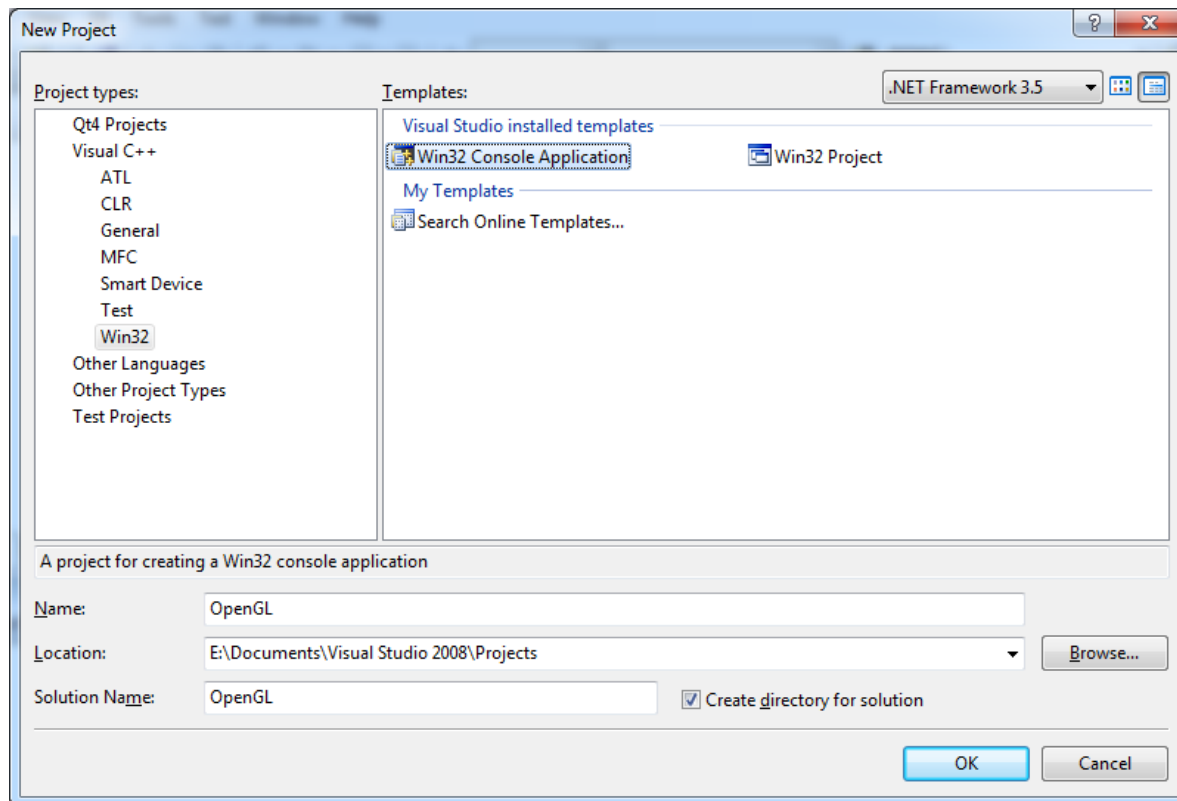 New Project
Project types:
Templates:
.NET Framework 3.5
Qt4 Projects
Visual C++
ATL
CLR
General
MFC
Smart Device
Test
Win32
Other Languages
Other Project Types
Test Projects
Visual Studio installed templates
Win32 Console Application
Win32 Project
My Templates
Search Online Templates...
A project for creating a Win32 console application
Name:
OpenGL
Location:
E:\Documents\Visual Studio 2008\Projects
Browse...
Solution Name:
OpenGL
Create directory for solution
OK
Cancel